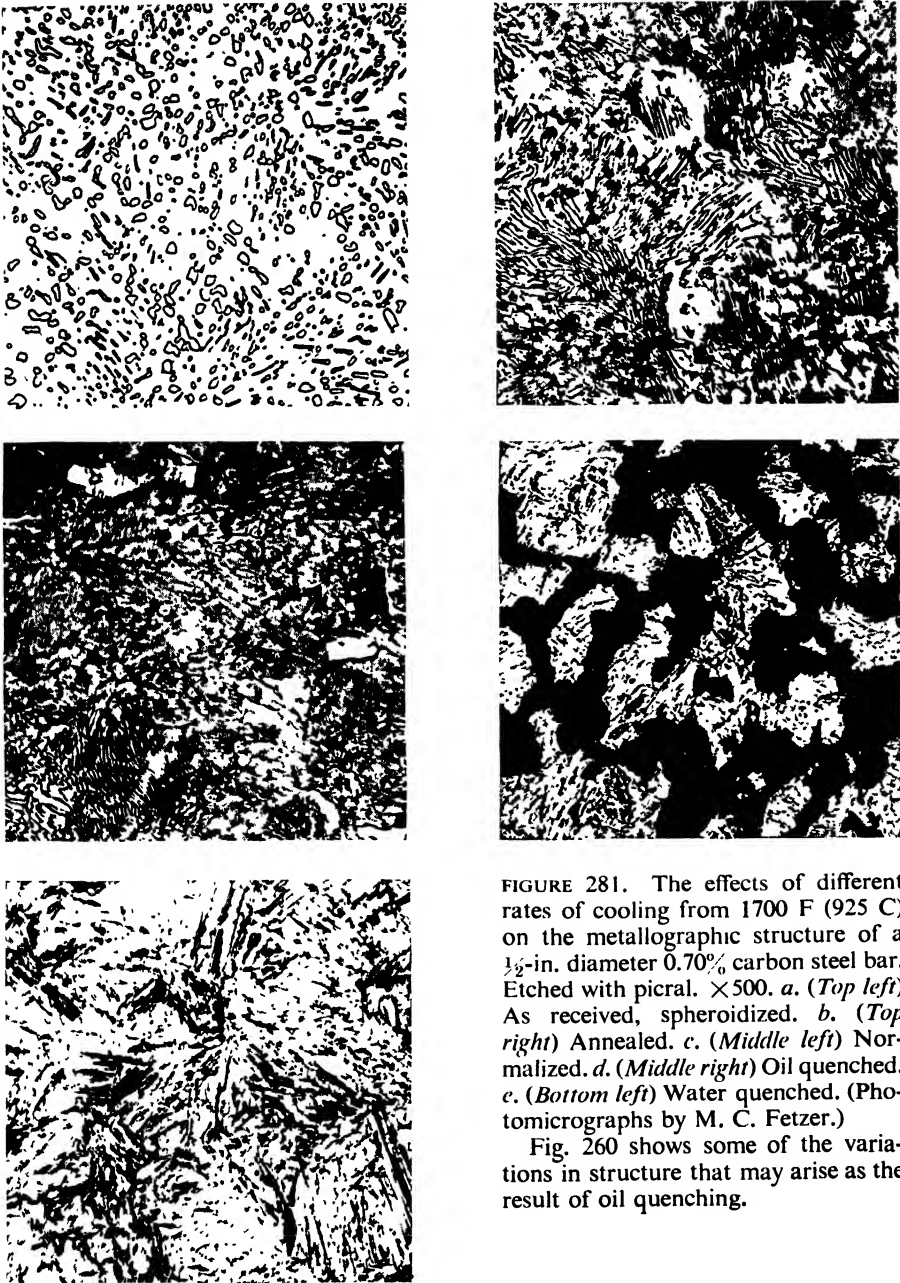 FIGURE 281. The effects of different
rates of cooling from 1700 F (925 C)
on the metallographic structure of a
½-in. diameter 0.70% carbon steel bar.
Etched with picral. ×500. a. (Top left)
As received, spheroidized. b. (Top
right) Annealed. c. (Middle left) Nor-
malized. d. (Middle right) Oil quenched.
e. (Bottom left) Water quenched. (Pho-
tomicrographs by M. C. Fetzer.)
Fig. 260 shows some of the varia-
tions in structure that may arise as the
result of oil quenching.